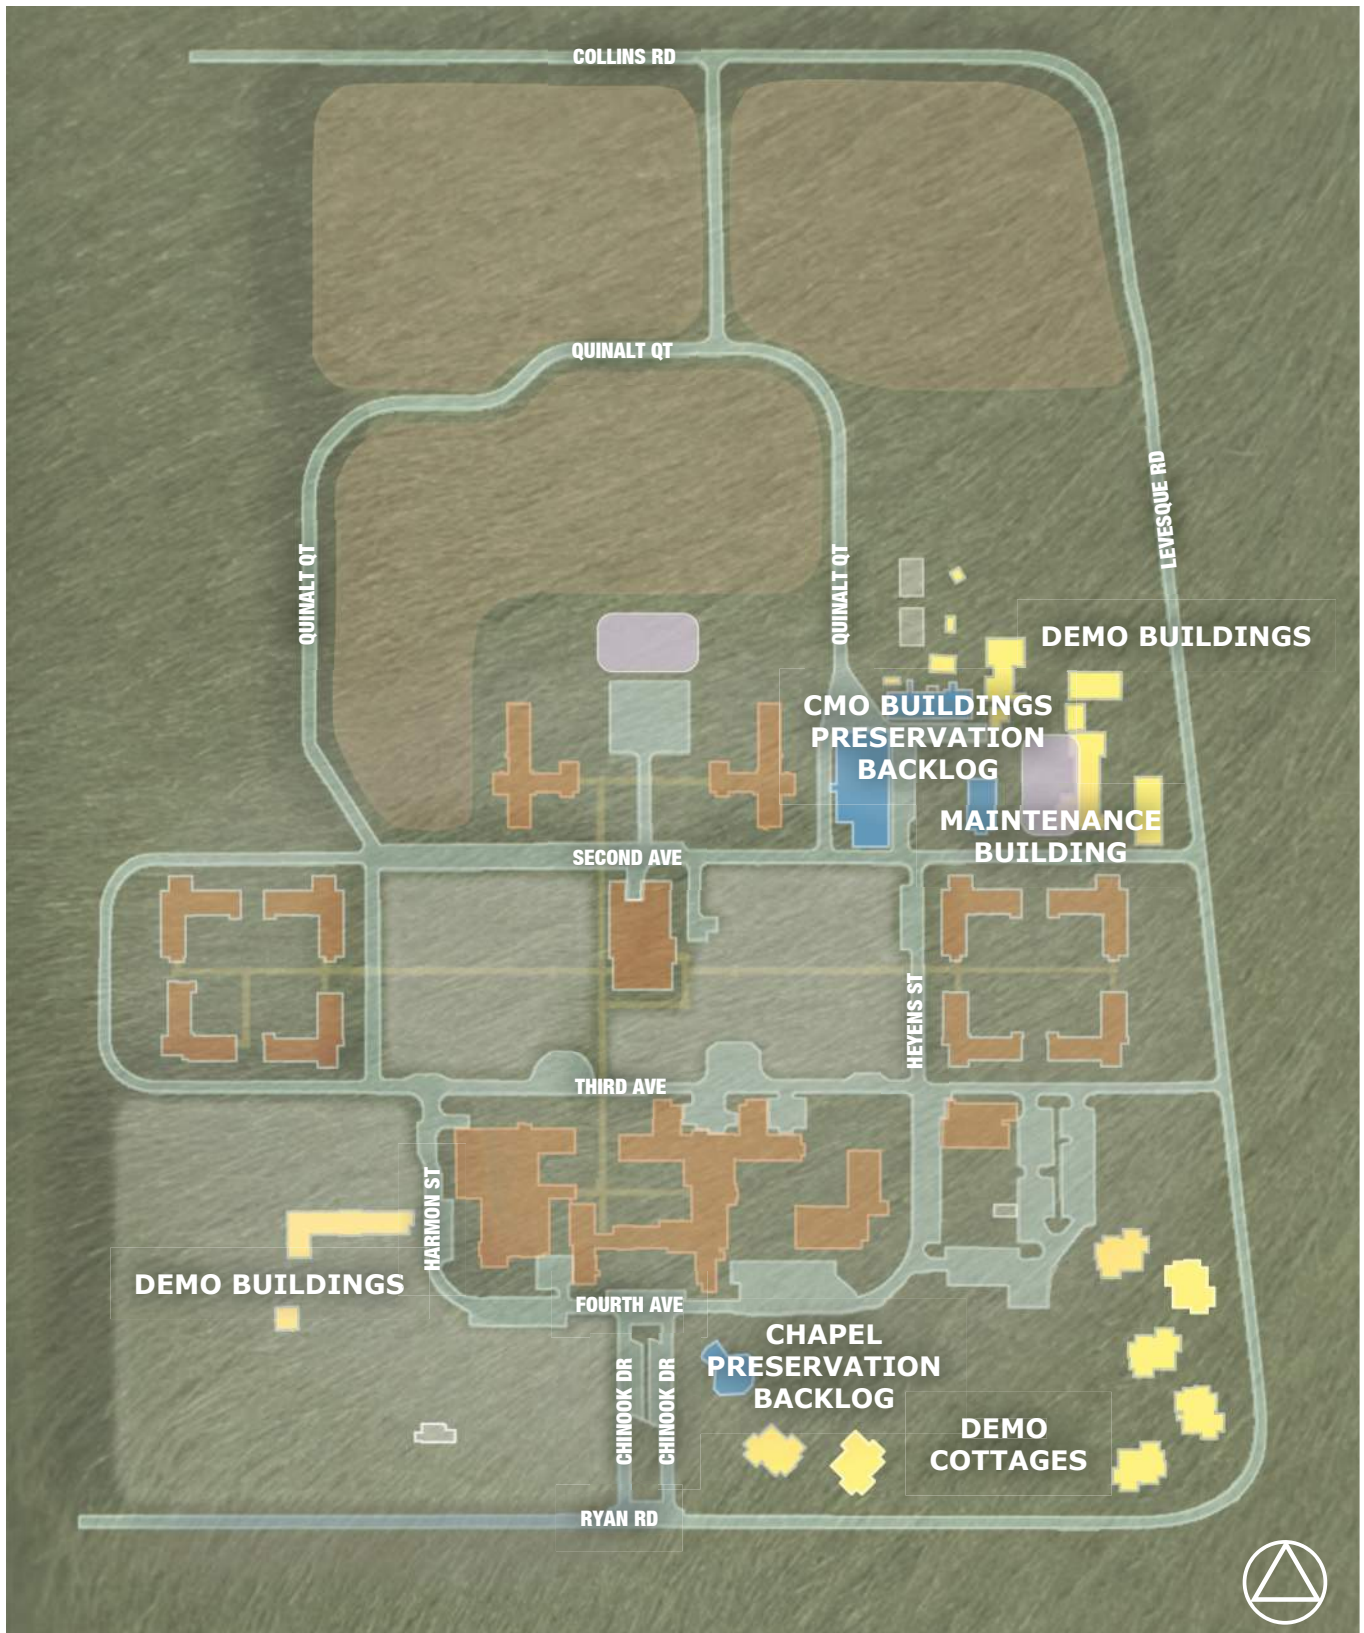 COLLINS RD
QUINALT QT
LEVESQUE RD
QUINALT QT
QUINALT QT
DEMO BUILDINGS
CMO BUILDINGS
PRESERVATION
BACKLOG
MAINTENANCE
BUILDING
SECOND AVE
HEYENS ST
THIRD AVE
HARMON ST
DEMO BUILDINGS
FOURTH AVE
CHAPEL
PRESERVATION
BACKLOG
CHINOOK DR
CHINOOK DR
DEMO
COTTAGES
RYAN RD